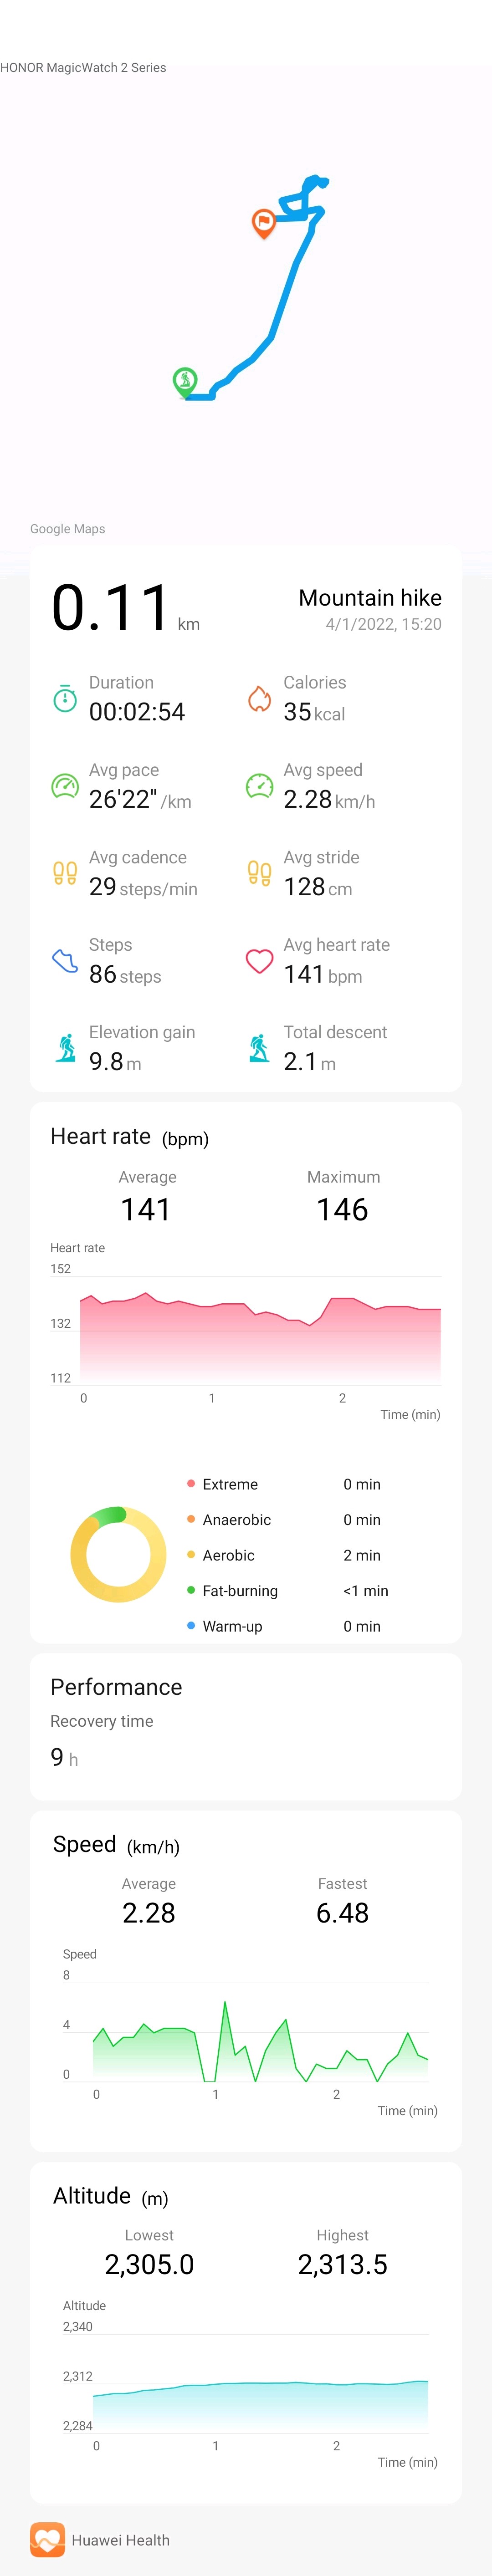 HONOR MagicWatch 2 Series
Google Maps
0.11 km
Mountain hike
4/1/2022, 15:20
Duration
00:02:54
Calories
35 kcal
Avg pace
26'22" /km
Avg speed
2.28 km/h
Avg cadence
29 steps/min
Avg stride
128 cm
Steps
86 steps
Avg heart rate
141 bpm
Elevation gain
9.8 m
Total descent
2.1 m
Heart rate (bpm)
Average Maximum
141 146
Heart rate
152
132
112
0 1 2
Time (min)
Extreme 0 min
Anaerobic 0 min
Aerobic 2 min
Fat-burning <1 min
Warm-up 0 min
Performance
Recovery time
9 h
Speed (km/h)
Average Fastest
2.28 6.48
Speed
8
4
0
0 1 2
Time (min)
Altitude (m)
Lowest Highest
2,305.0 2,313.5
Altitude
2,340
2,312
2,284
0 1 2
Time (min)
Huawei Health